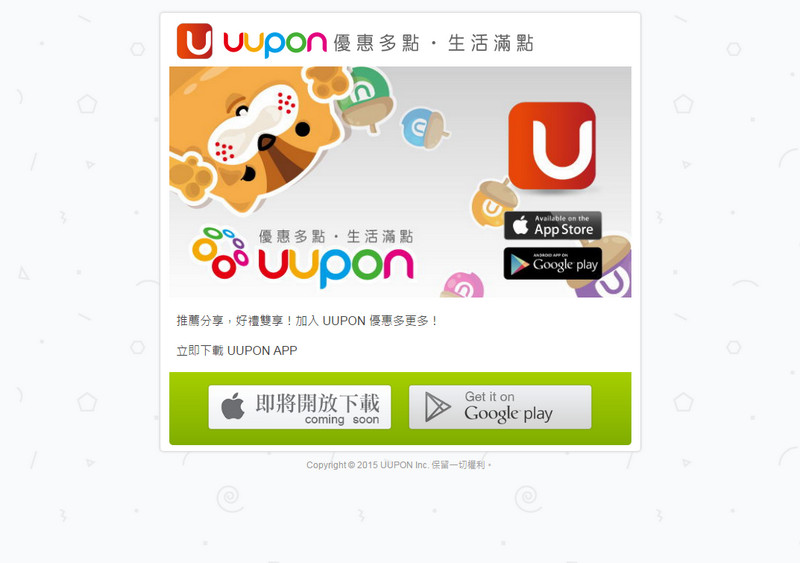 uupon 優惠多點・生活滿點
Available on the
App Store
ANDROID APP ON
Google play
優惠多點・生活滿點
uupon
推薦分享，好禮雙享！加入 UUPON 優惠多更多！
立即下載 UUPON APP
即將開放下載
coming soon
Get it on
Google play
Copyright © 2015 UUPON Inc. 保留一切權利。